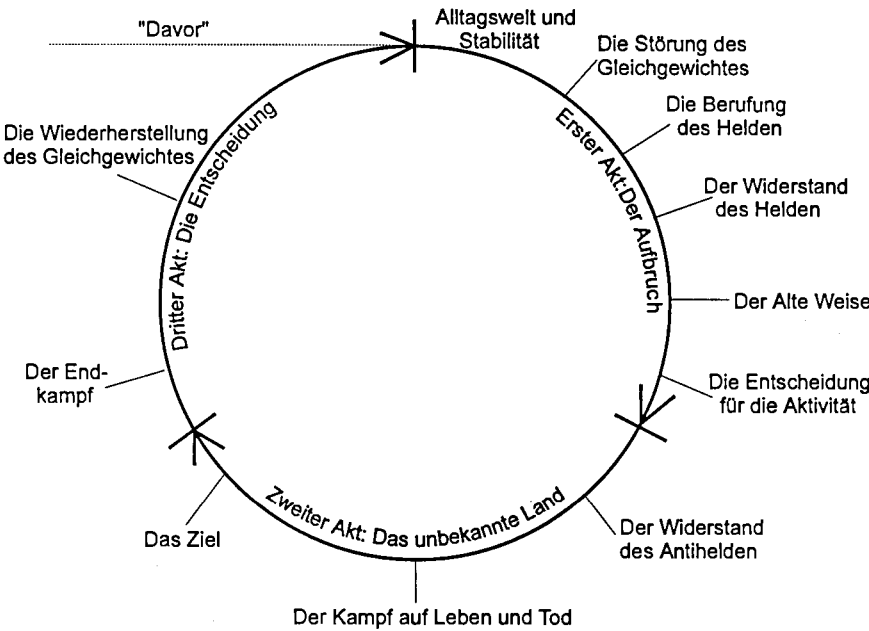 "Davor"
Alltagswelt und
Stabilität
Die Störung des
Gleichgewichtes
Die Berufung
des Helden
Der Widerstand
des Helden
Der Alte Weise
Die Entscheidung
für die Aktivität
Erster Akt:Der Aufbruch
Der Widerstand
des Antihelden
Der Kampf auf Leben und Tod
Das Ziel
Zweiter Akt: Das unbekannte Land
Der End-
kampf
Die Wiederherstellung
des Gleichgewichtes
Dritter Akt: Die Entscheidung